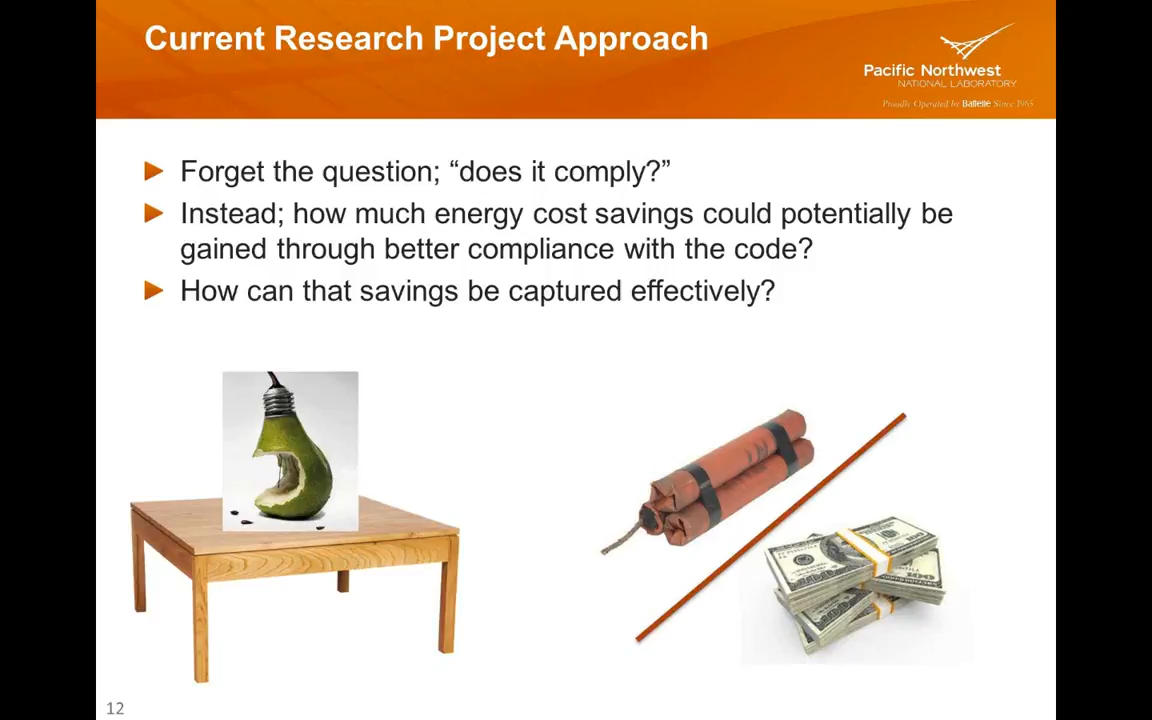 Current Research Project Approach
Pacific Northwest
NATIONAL LABORATORY
Proudly Operated by Battelle Since 1965
Forget the question; “does it comply?”
Instead; how much energy cost savings could potentially be
gained through better compliance with the code?
How can that savings be captured effectively?
100
12